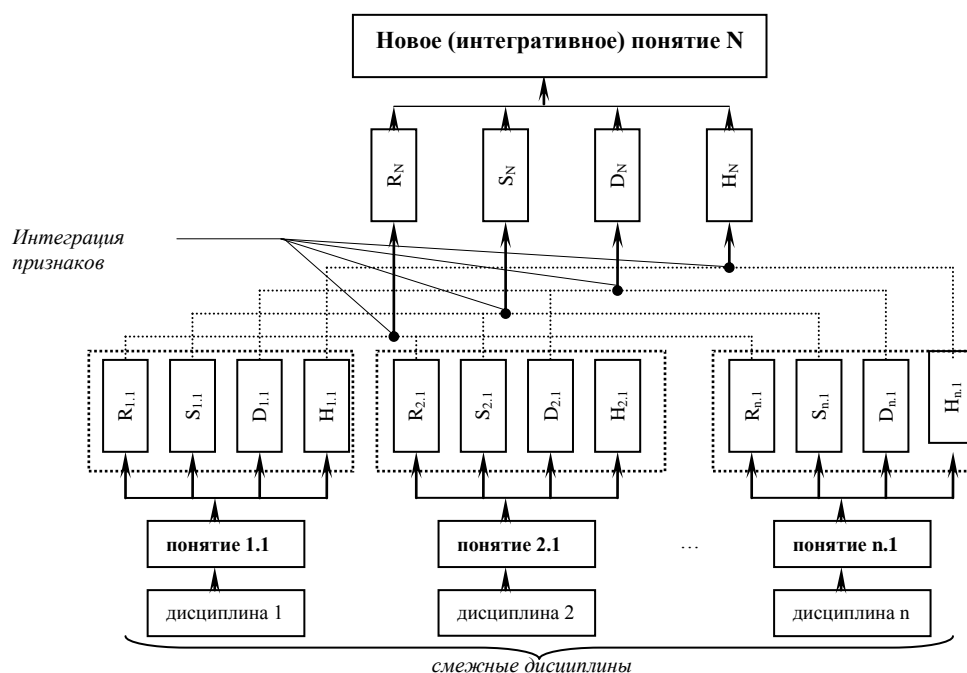 Новое (интегративное) понятие N
R_N
S_N
D_N
H_N
Интеграция
признаков
R_1.1
S_1.1
D_1.1
H_1.1
R_2.1
S_2.1
D_2.1
H_2.1
R_n.1
S_n.1
D_n.1
H_n.1
понятие 1.1
понятие 2.1
...
понятие n.1
дисциплина 1
дисциплина 2
дисциплина n
смежные дисциплины